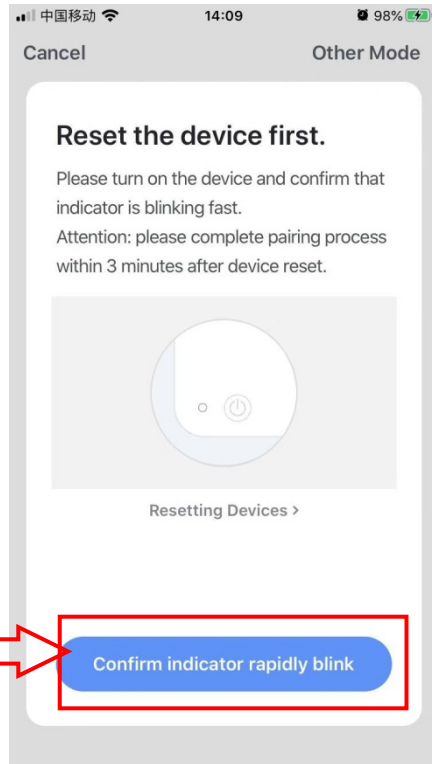 中国移动 14:09 98%
Cancel Other Mode
Reset the device first.
Please turn on the device and confirm that
indicator is blinking fast.
Attention: please complete pairing process
within 3 minutes after device reset.
Resetting Devices >
Confirm indicator rapidly blink